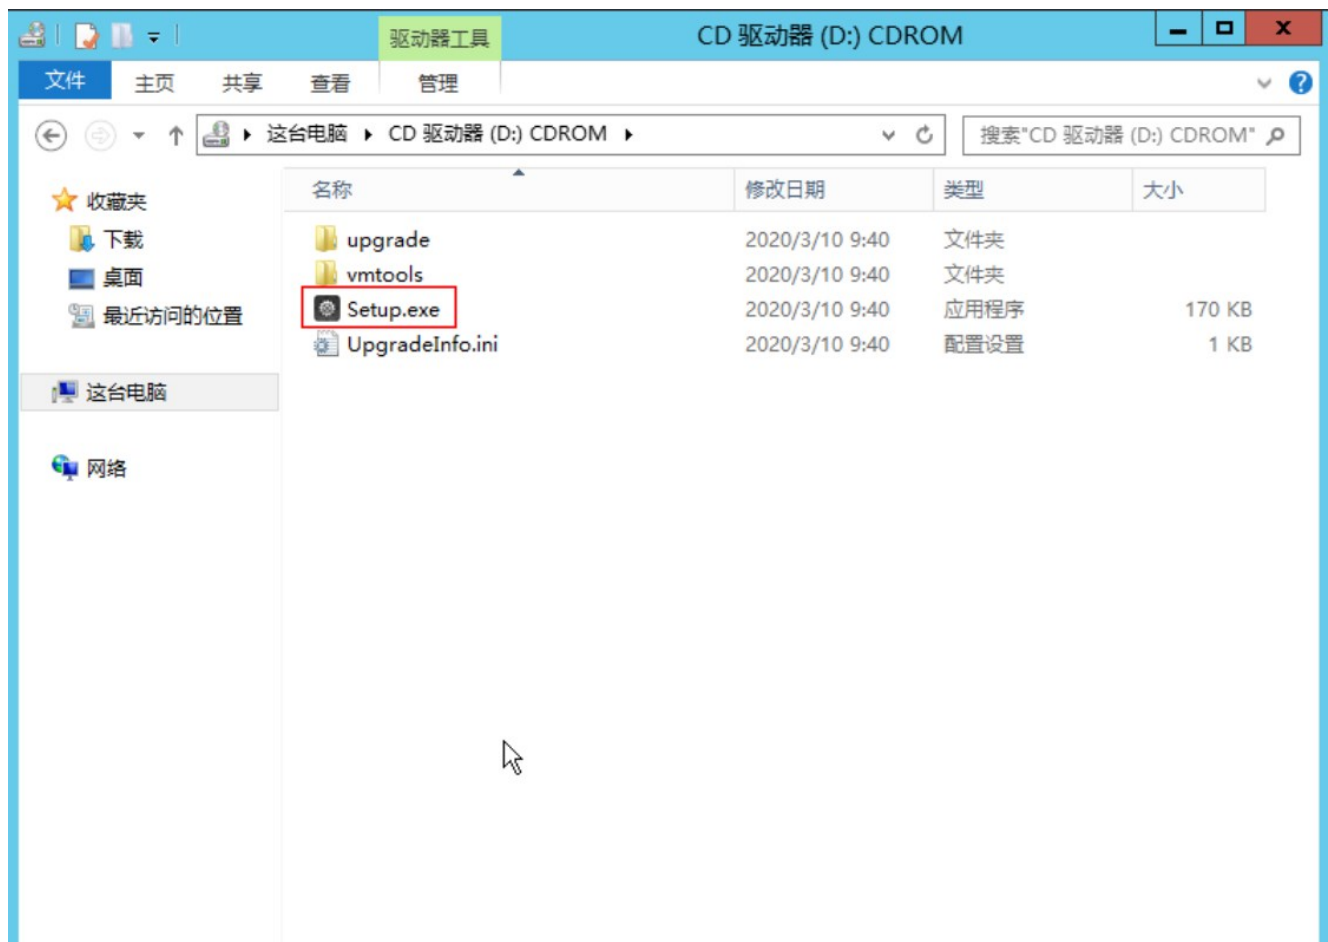 驱动器工具 CD 驱动器 (D:) CDROM
文件 主页 共享 查看 管理
这台电脑 CD 驱动器 (D:) CDROM 搜索"CD 驱动器 (D:) CDROM"
收藏夹
下载
桌面
最近访问的位置
这台电脑
网络
名称 修改日期 类型 大小
upgrade 2020/3/10 9:40 文件夹
vmtools 2020/3/10 9:40 文件夹
Setup.exe 2020/3/10 9:40 应用程序 170 KB
UpgradeInfo.ini 2020/3/10 9:40 配置设置 1 KB